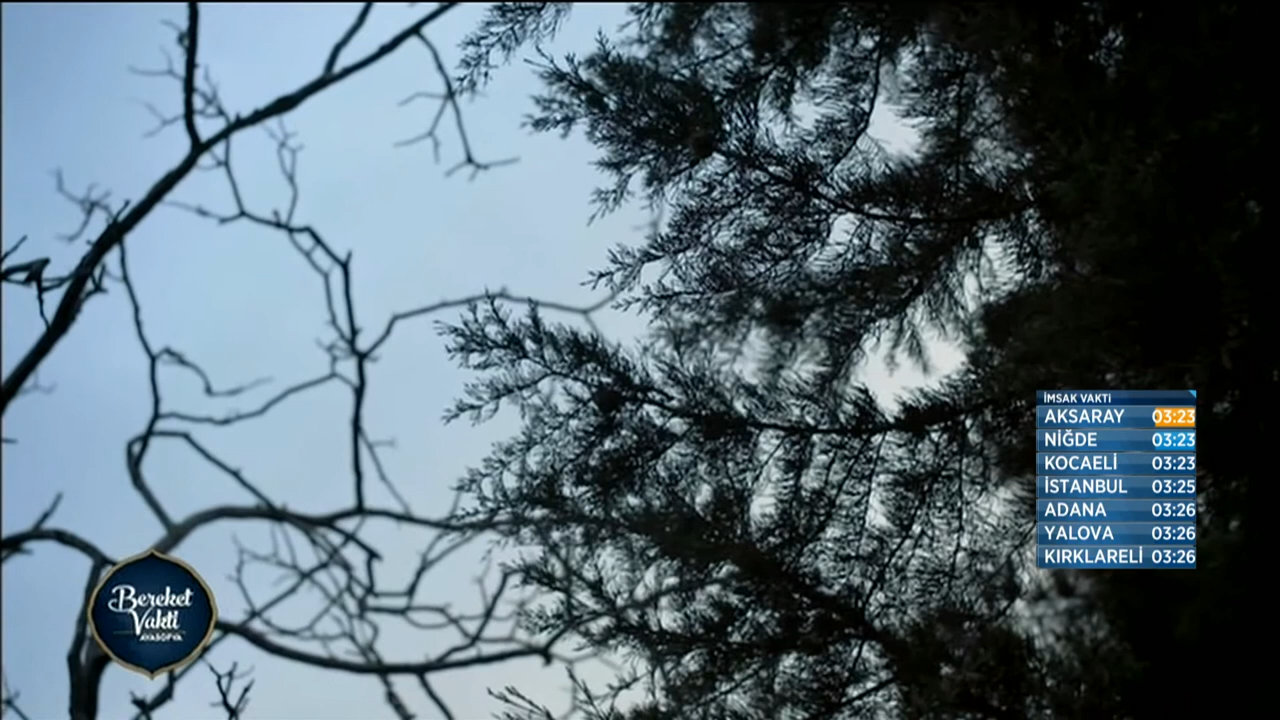 İMSAK VAKTİ
AKSARAY 03:23
NİĞDE 03:23
KOCAELİ 03:23
İSTANBUL 03:25
ADANA 03:26
YALOVA 03:26
KIRKLARELİ 03:26
Bereket
Vakti
AYASOFYA